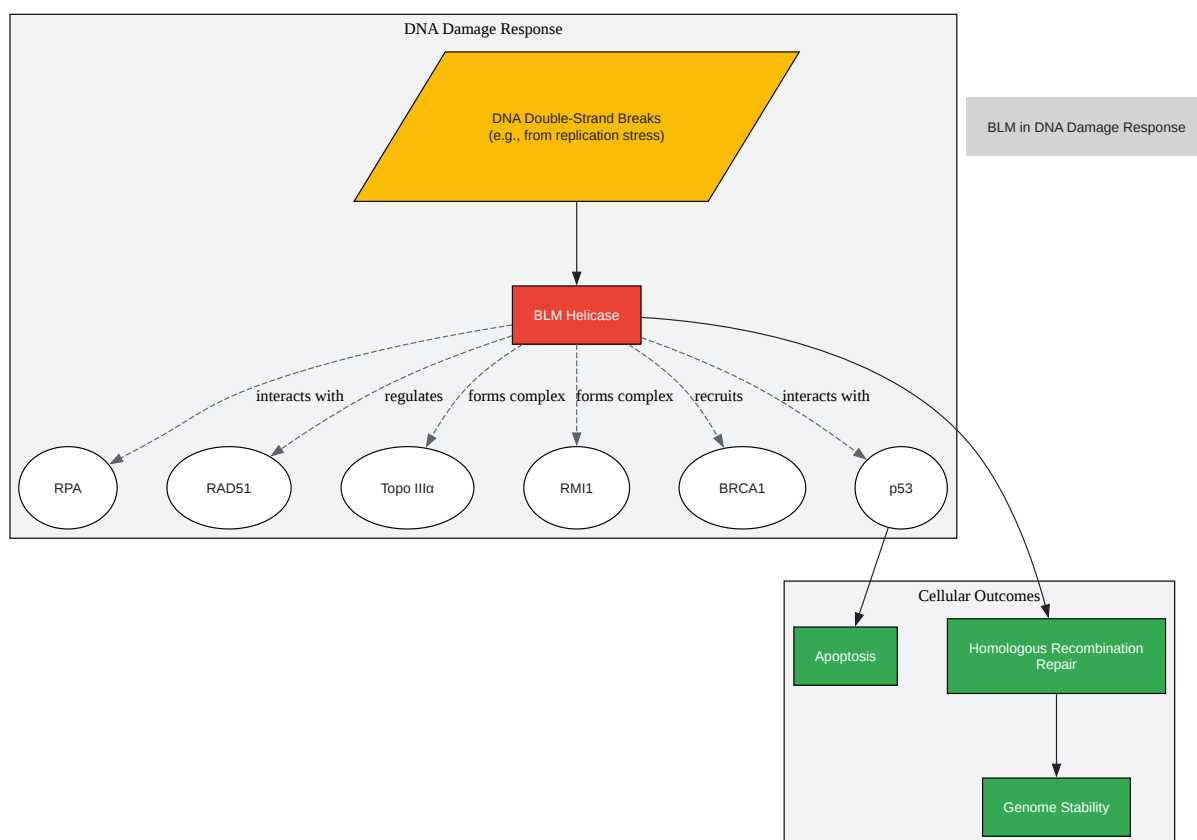 DNA Damage Response
DNA Double-Strand Breaks
(e.g., from replication stress)
BLM in DNA Damage Response
BLM Helicase
interacts with
regulates
forms complex
forms complex
recruits
interacts with
RPA
RAD51
Topo IIIα
RMI1
BRCA1
p53
Cellular Outcomes
Apoptosis
Homologous Recombination
Repair
Genome Stability